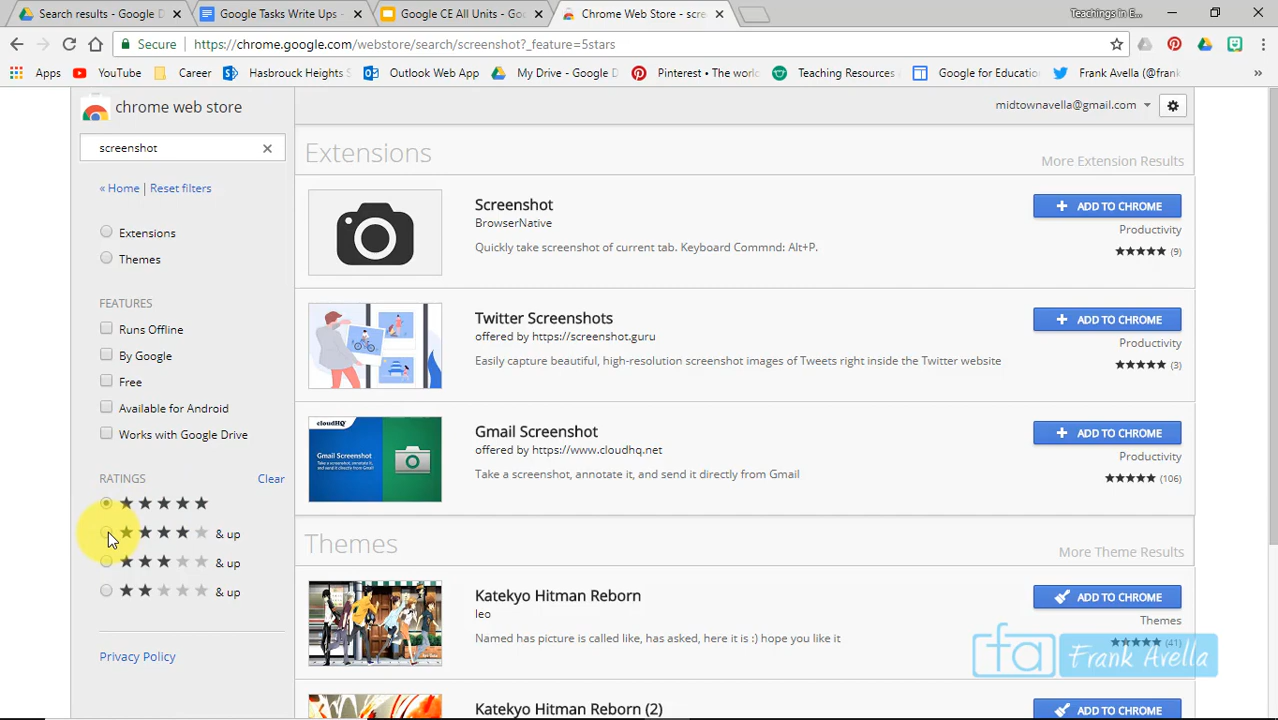 Search results - Google D
Google Tasks Write Ups -
Google CE All Units - Goo
Chrome Web Store - scre
Teachings in E...
Secure
https://chrome.google.com/webstore/search/screenshot?_feature=5stars
Apps
YouTube
Career
Hasbrouck Heights S
Outlook Web App
My Drive - Google D
Pinterest • The worl
Teaching Resources
Google for Education
Frank Avella (@frank
»
chrome web store
midtownavella@gmail.com
screenshot
« Home | Reset filters
Extensions
Themes
FEATURES
Runs Offline
By Google
Free
Available for Android
Works with Google Drive
RATINGS
Clear
& up
& up
& up
Privacy Policy
Extensions
More Extension Results
Screenshot
BrowserNative
Quickly take screenshot of current tab. Keyboard Commnd: Alt+P.
ADD TO CHROME
Productivity
(9)
Twitter Screenshots
offered by https://screenshot.guru
Easily capture beautiful, high-resolution screenshot images of Tweets right inside the Twitter website
ADD TO CHROME
Productivity
(3)
cloudHQ
Gmail Screenshot
Gmail Screenshot
offered by https://www.cloudhq.net
Take a screenshot, annotate it, and send it directly from Gmail
ADD TO CHROME
Productivity
(106)
Themes
More Theme Results
Katekyo Hitman Reborn
leo
Named has picture is called like, has asked, here it is :) hope you like it
ADD TO CHROME
Themes
(41)
fa Frank Avella
Katekyo Hitman Reborn (2)
ADD TO CHROME